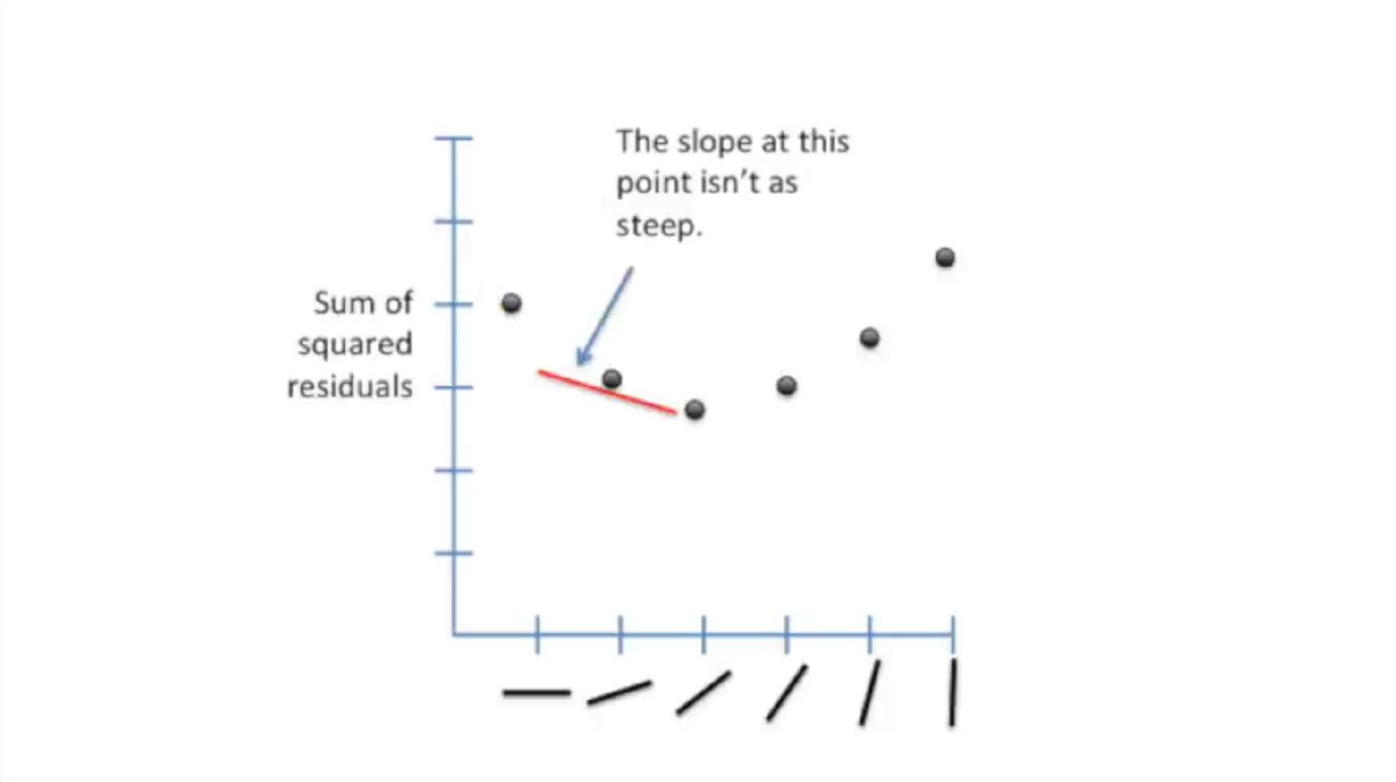 The slope at this
point isn’t as
steep.
Sum of
squared
residuals